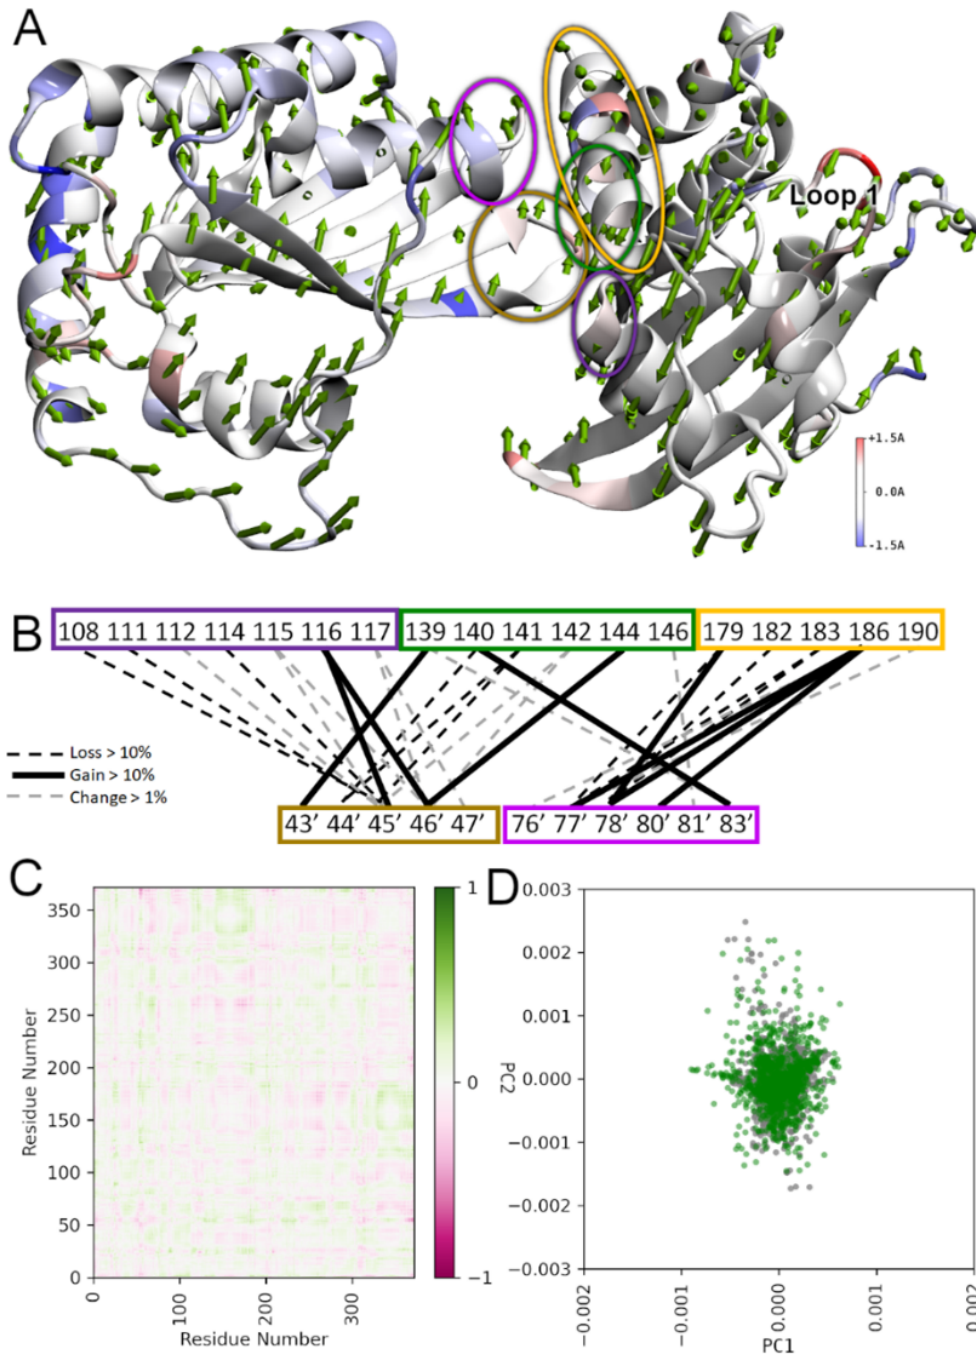 A
Loop 1
+1.5A
0.0A
-1.5A
B
108 111 112 114 115 116 117 139 140 141 142 144 146 179 182 183 186 190
Loss > 10%
Gain > 10%
Change > 1%
43’ 44’ 45’ 46’ 47’ 76’ 77’ 78’ 80’ 81’ 83’
C
350
300
250
200
150
100
50
0
Residue Number
0 100 200 300
Residue Number
1
0
−1
D
0.003
0.002
0.001
0.000
−0.001
−0.002
−0.003
PC2
−0.002 −0.001 0.000 0.001 0.002
PC1